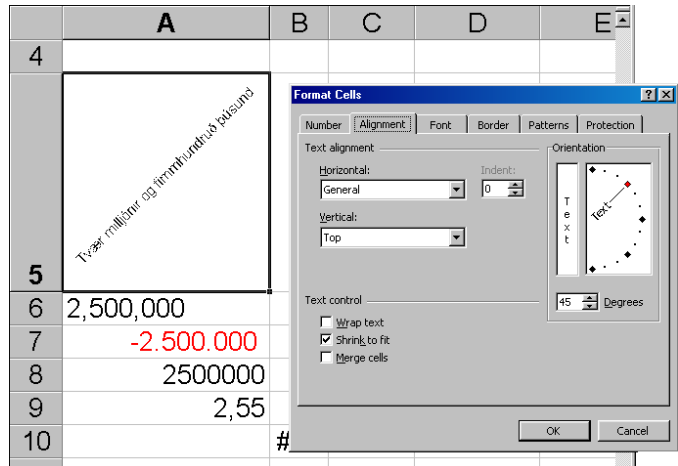 A B C D E
4
Tvær milljónir og fimmhundruð þúsund
5
6 2,500,000
7 -2.500.000
8 2500000
9 2,55
10 #
Format Cells
Number Alignment Font Border Patterns Protection
Text alignment
Horizontal: Indent:
General 0
Vertical:
Top
Orientation
Text
Text
45 Degrees
Text control
Wrap text
Shrink to fit
Merge cells
OK Cancel